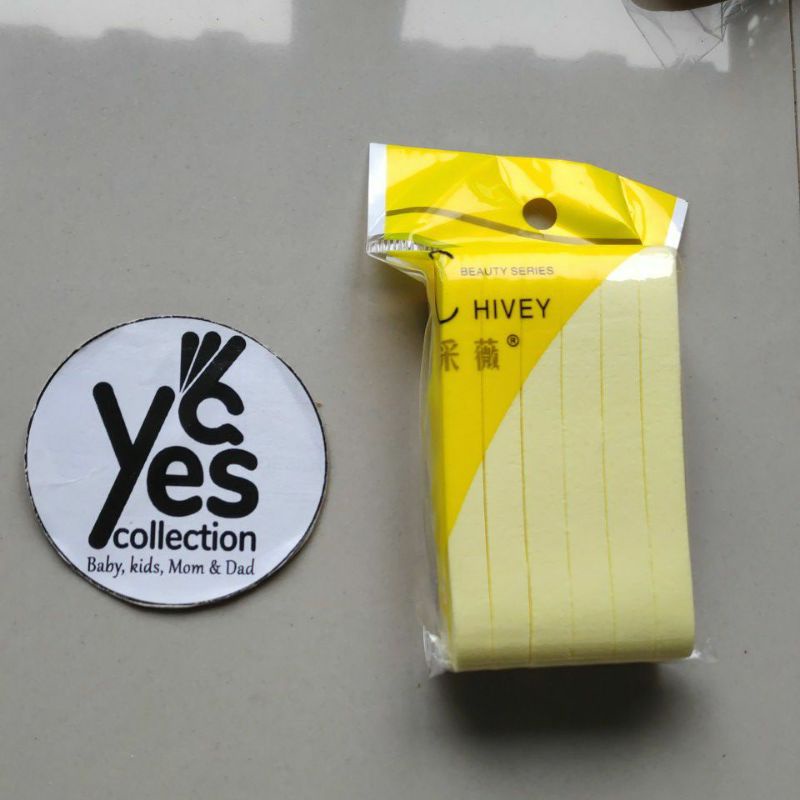 yes
collection
Baby, kids, Mom & Dad
BEAUTY SERIES
HIVEY
采薇®